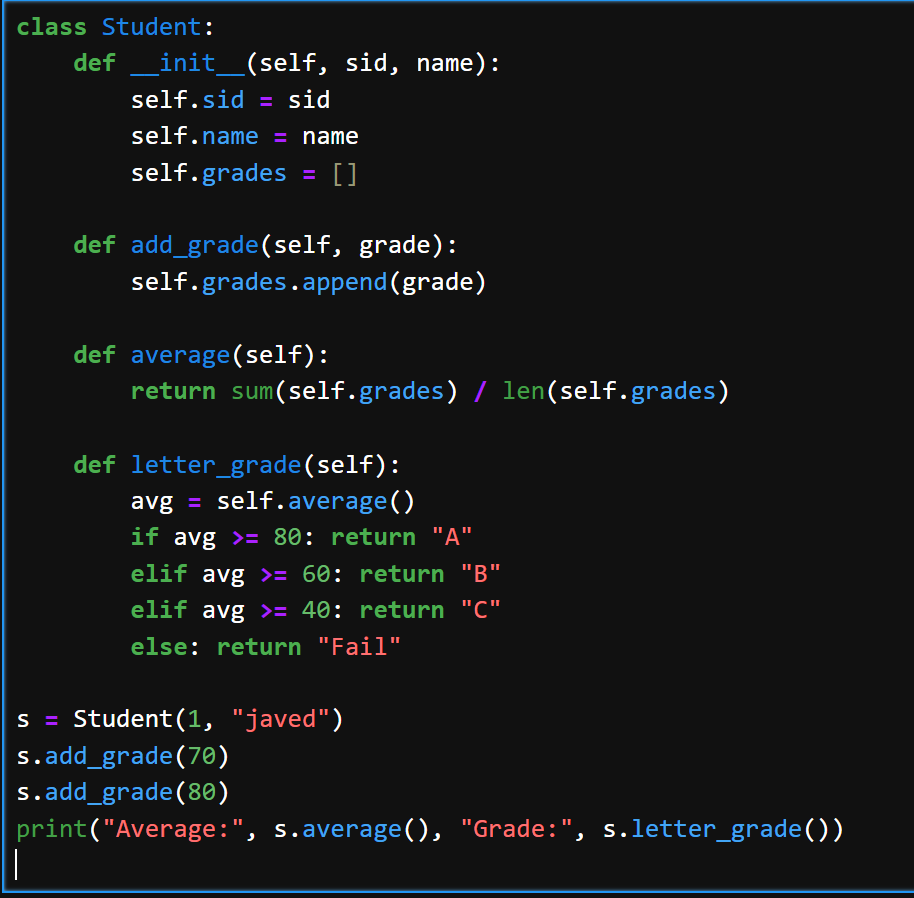 class Student:
    def __init__(self, sid, name):
        self.sid = sid
        self.name = name
        self.grades = []

    def add_grade(self, grade):
        self.grades.append(grade)

    def average(self):
        return sum(self.grades) / len(self.grades)

    def letter_grade(self):
        avg = self.average()
        if avg >= 80: return "A"
        elif avg >= 60: return "B"
        elif avg >= 40: return "C"
        else: return "Fail"

s = Student(1, "javed")
s.add_grade(70)
s.add_grade(80)
print("Average:", s.average(), "Grade:", s.letter_grade())